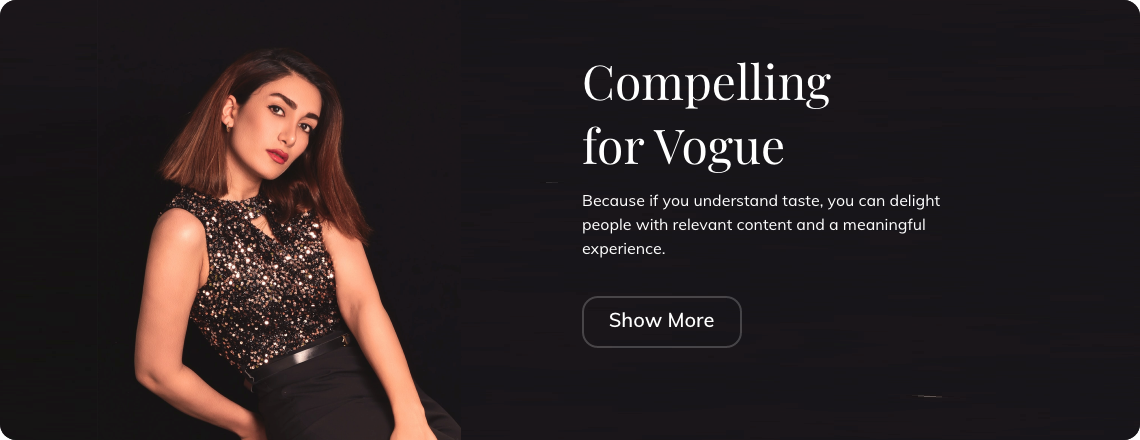 Compelling
for Vogue
Because if you understand taste, you can delight
people with relevant content and a meaningful
experience.
Show More